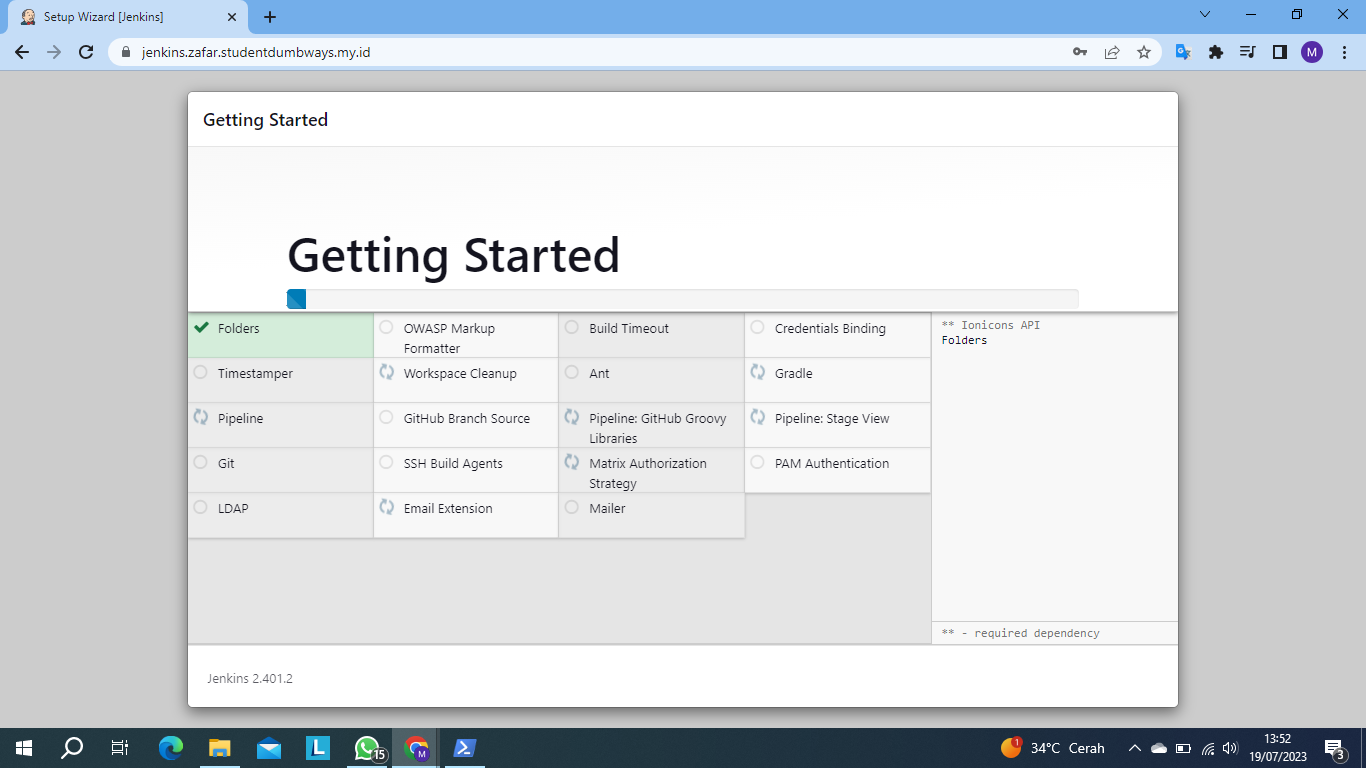 Setup Wizard [Jenkins]
jenkins.zafar.studentdumbways.my.id
M
Getting Started
Getting Started
Folders
OWASP Markup
Formatter
Build Timeout
Credentials Binding
Timestamper
Workspace Cleanup
Ant
Gradle
Pipeline
GitHub Branch Source
Pipeline: GitHub Groovy
Libraries
Pipeline: Stage View
Git
SSH Build Agents
Matrix Authorization
Strategy
PAM Authentication
LDAP
Email Extension
Mailer
** Ionicons API
Folders
** - required dependency
Jenkins 2.401.2
L
15
M
1
34°C Cerah
13:52
19/07/2023
3